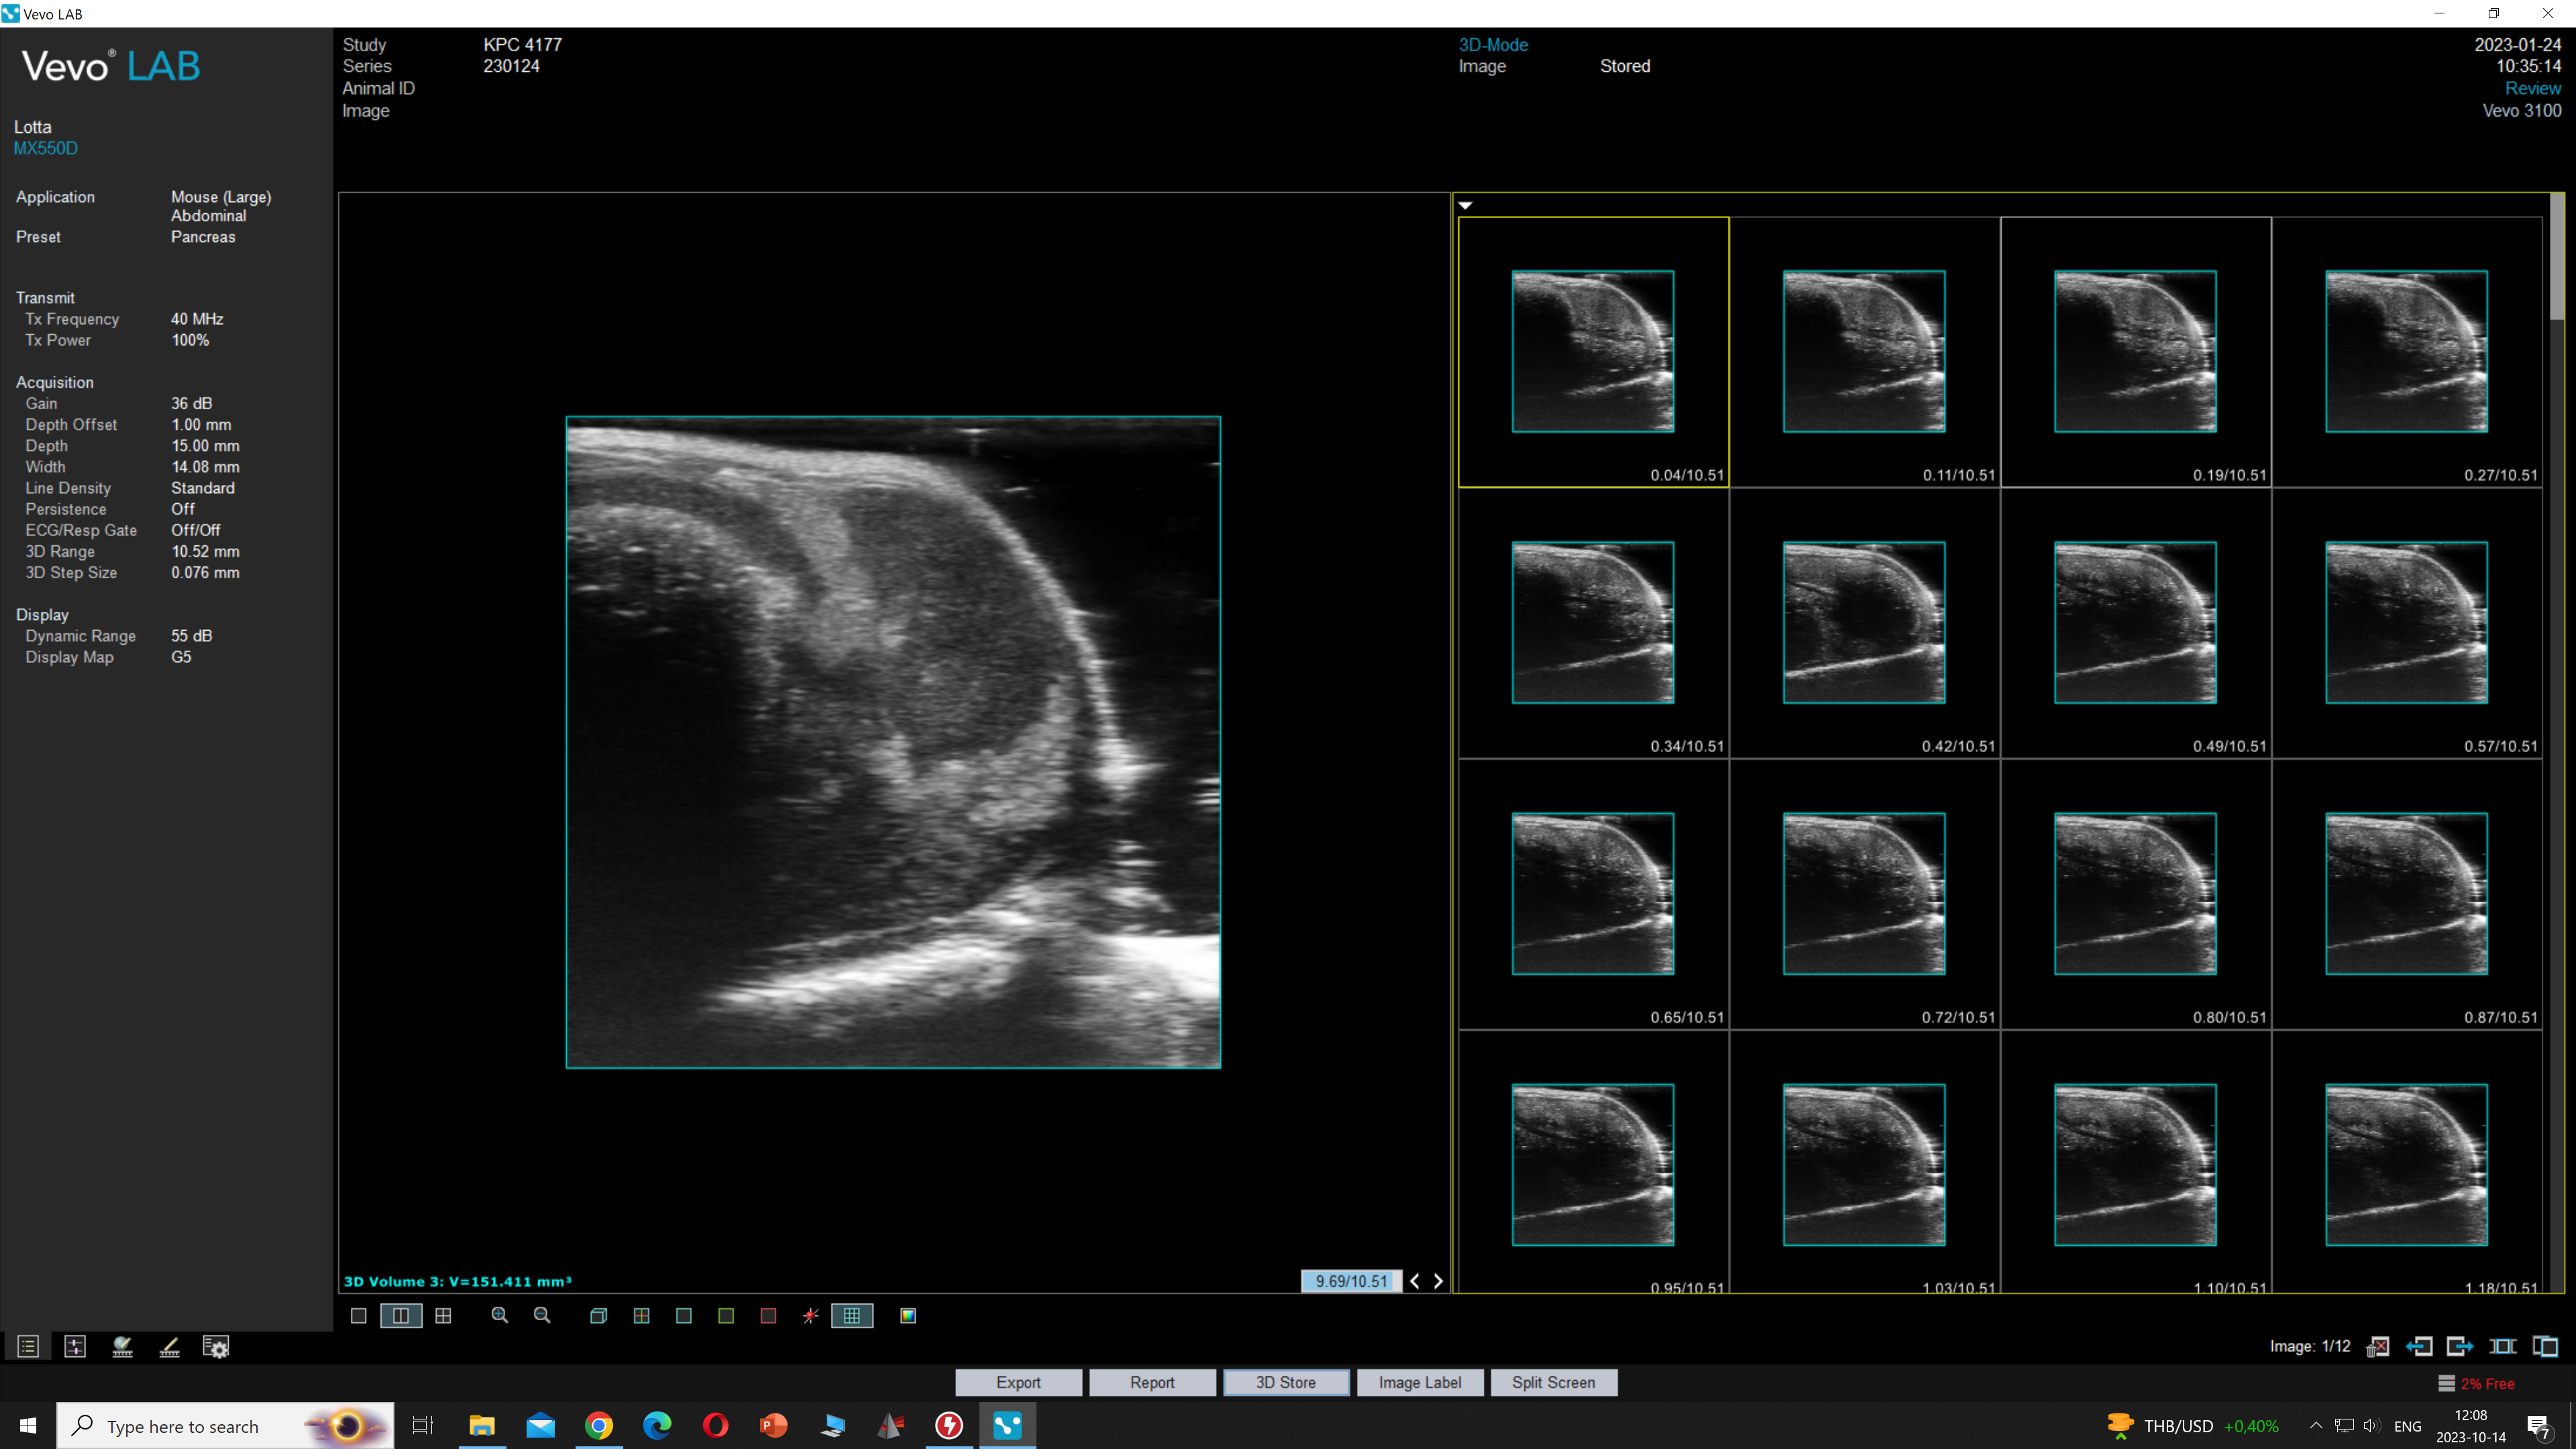 Vevo LAB
Vevo® LAB
Lotta
MX550D
Application Mouse (Large)
Abdominal
Preset Pancreas
Transmit
Tx Frequency 40 MHz
Tx Power 100%
Acquisition
Gain 36 dB
Depth Offset 1.00 mm
Depth 15.00 mm
Width 14.08 mm
Line Density Standard
Persistence Off
ECG/Resp Gate Off/Off
3D Range 10.52 mm
3D Step Size 0.076 mm
Display
Dynamic Range 55 dB
Display Map G5
Study KPC 4177
Series 230124
Animal ID
Image
3D-Mode
Image Stored
2023-01-24
10:35:14
Review
Vevo 3100
0.04/10.51 0.11/10.51 0.19/10.51 0.27/10.51
0.34/10.51 0.42/10.51 0.49/10.51 0.57/10.51
0.65/10.51 0.72/10.51 0.80/10.51 0.87/10.51
0.95/10.51 1.03/10.51 1.10/10.51 1.18/10.51
3D Volume 3: V=151.411 mm³
9.69/10.51
Image: 1/12
Export Report 3D Store Image Label Split Screen
2% Free
Type here to search
THB/USD +0,40%
ENG
12:08
2023-10-14
7